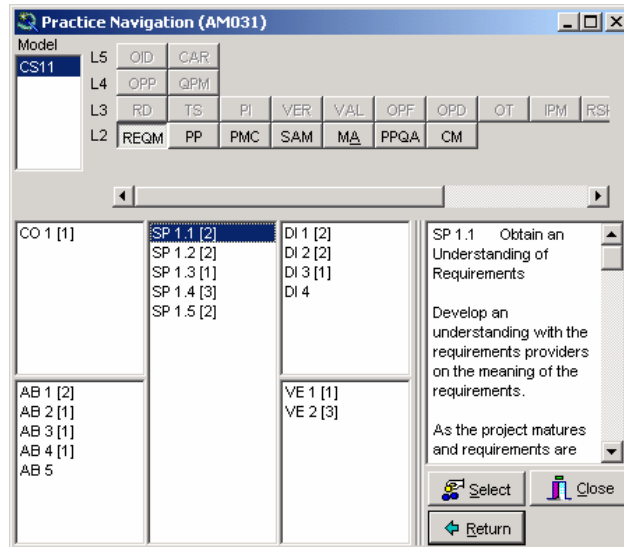 Practice Navigation (AM031)
Model
CS11
L5 OID CAR
L4 OPP QPM
L3 RD TS PI VER VAL OPF OPD OT IPM
L2 REQM PP PMC SAM MA PPQA CM
CO 1 [1]
AB 1 [2]
AB 2 [1]
AB 3 [1]
AB 4 [1]
AB 5
SP 1.1 [2]
SP 1.2 [2]
SP 1.3 [1]
SP 1.4 [3]
SP 1.5 [2]
DI 1 [2]
DI 2 [2]
DI 3 [1]
DI 4
VE 1 [1]
VE 2 [3]
SP 1.1 Obtain an
Understanding of
Requirements
Develop an
understanding with the
requirements providers
on the meaning of the
requirements.
As the project matures
and requirements are
Select
Close
Return